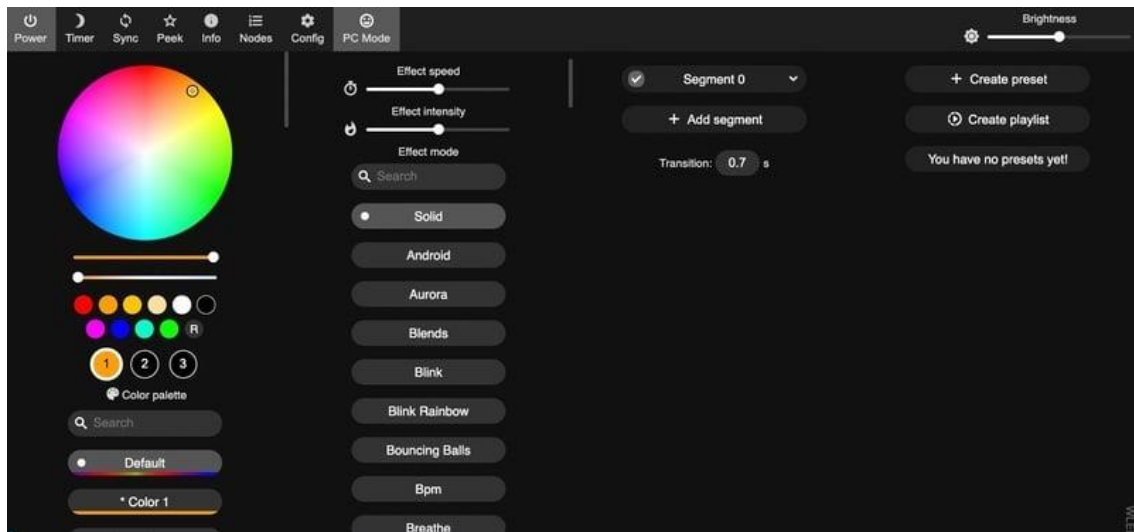 Power Timer Sync Peek Info Nodes Config PC Mode
Brightness
Effect speed
Effect intensity
Effect mode
Search
Solid
Android
Aurora
Blends
Blink
Blink Rainbow
Bouncing Balls
Bpm
Breathe
R
1 2 3
Color palette
Search
Default
* Color 1
Segment 0
+ Add segment
Transition: 0.7 s
+ Create preset
Create playlist
You have no presets yet!